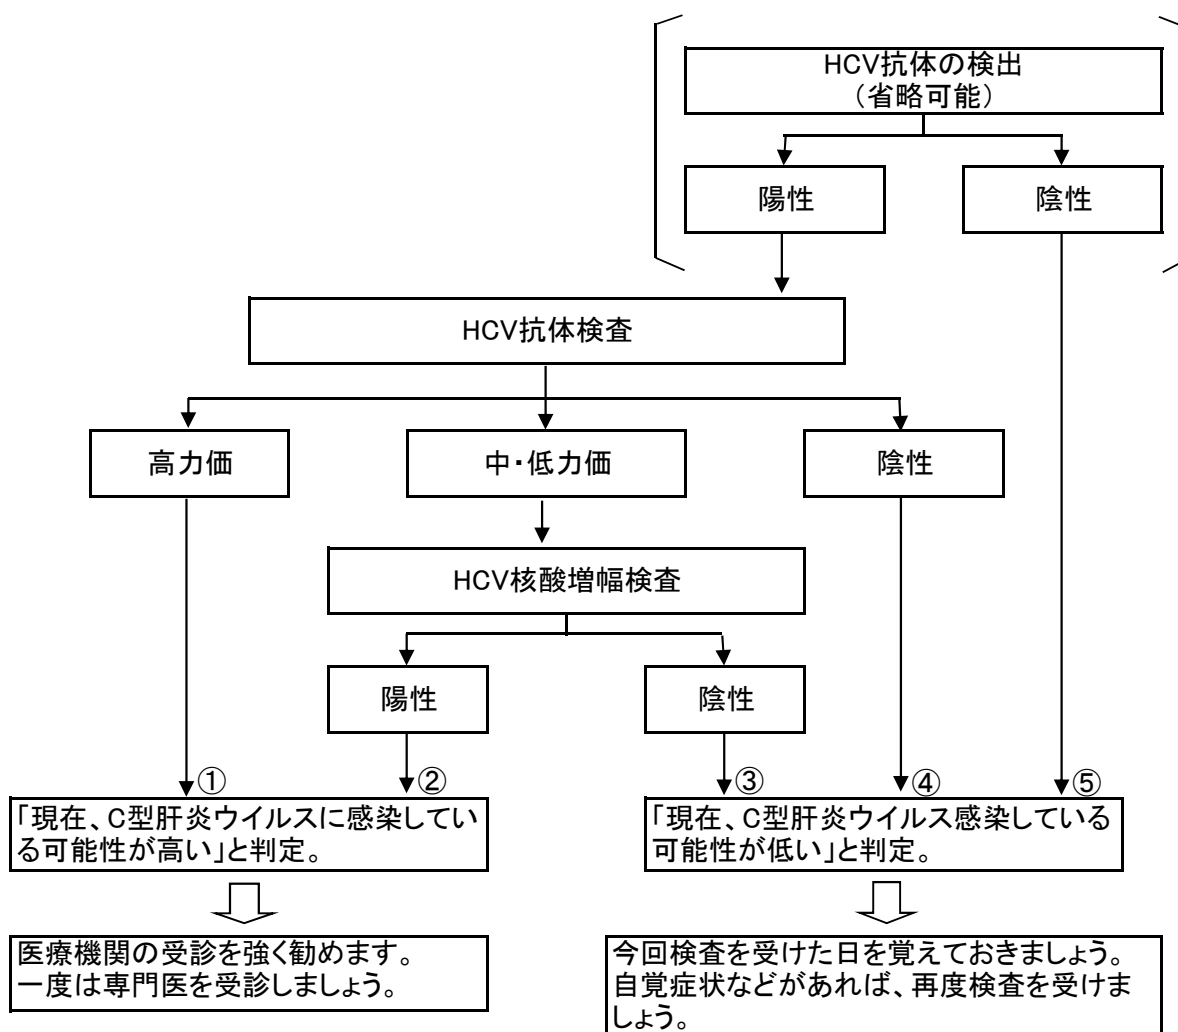 HCV抗体の検出
（省略可能）
陽性
陰性
HCV抗体検査
高力価
中・低力価
陰性
HCV核酸増幅検査
陽性
陰性
①
②
③
④
⑤
「現在、C型肝炎ウイルスに感染してい
る可能性が高い」と判定。
「現在、C型肝炎ウイルス感染している
可能性が低い」と判定。
医療機関の受診を強く勧めます。
一度は専門医を受診しましょう。
今回検査を受けた日を覚えておきましょう。
自覚症状などがあれば、再度検査を受けま
しょう。